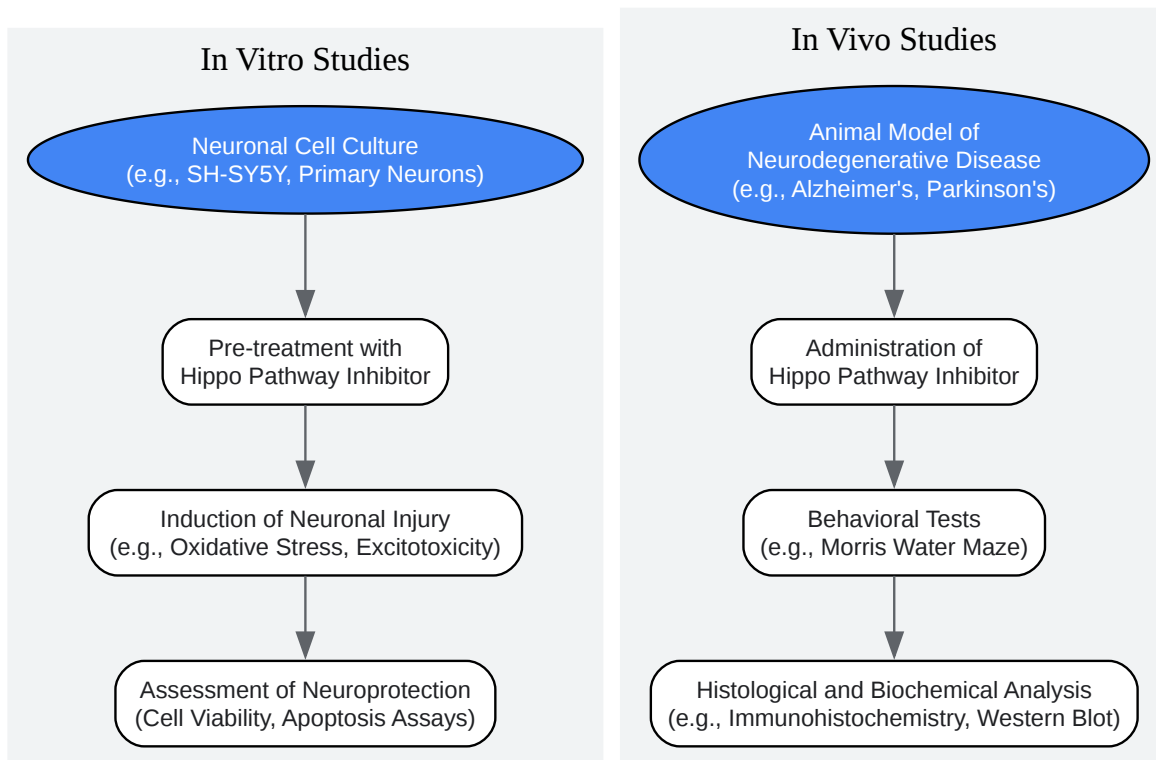 In Vitro Studies
Neuronal Cell Culture
(e.g., SH-SY5Y, Primary Neurons)
Pre-treatment with
Hippo Pathway Inhibitor
Induction of Neuronal Injury
(e.g., Oxidative Stress, Excitotoxicity)
Assessment of Neuroprotection
(Cell Viability, Apoptosis Assays)
In Vivo Studies
Animal Model of
Neurodegenerative Disease
(e.g., Alzheimer's, Parkinson's)
Administration of
Hippo Pathway Inhibitor
Behavioral Tests
(e.g., Morris Water Maze)
Histological and Biochemical Analysis
(e.g., Immunohistochemistry, Western Blot)